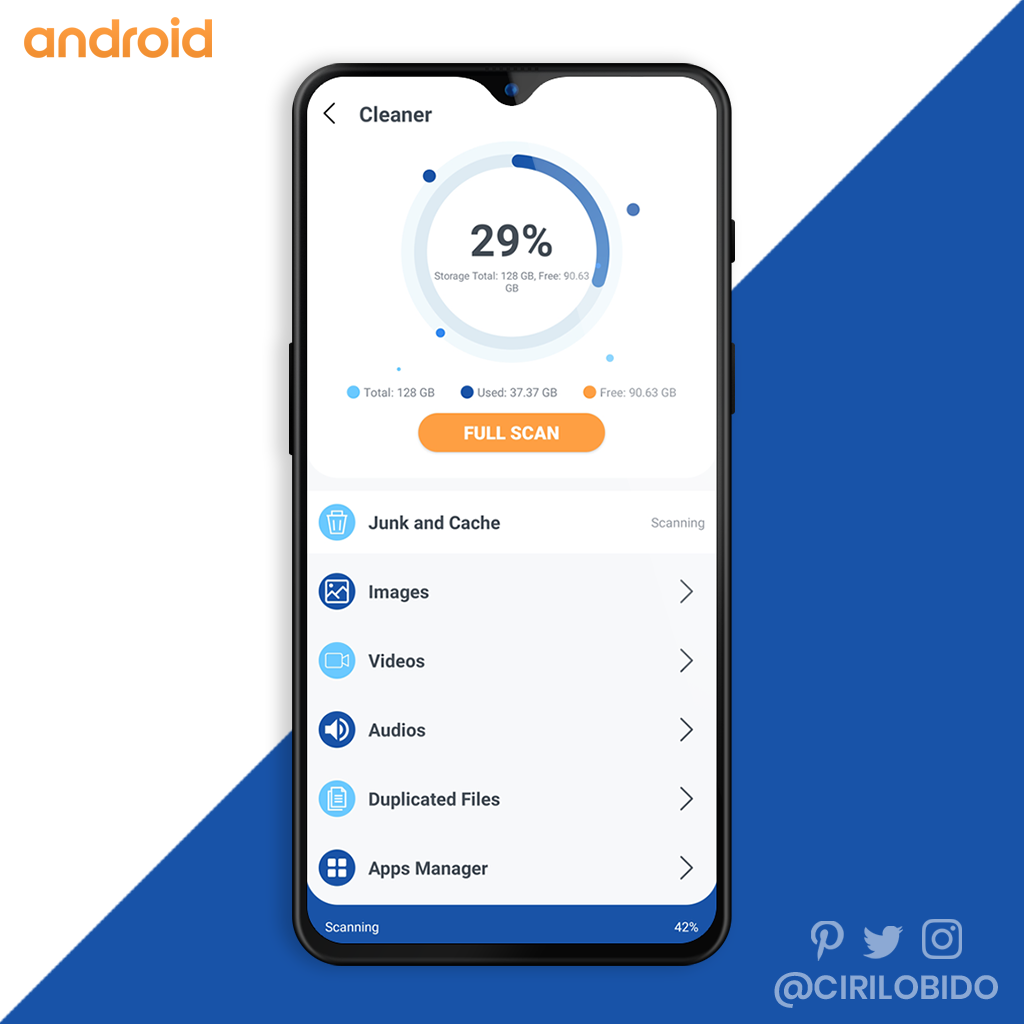 android
Cleaner
29%
Storage Total: 128 GB, Free: 90.63
GB
Total: 128 GB
Used: 37.37 GB
Free: 90.63 GB
FULL SCAN
Junk and Cache
Scanning
Images
Videos
Audios
Duplicated Files
Apps Manager
Scanning
42%
@CIRILOBIDO